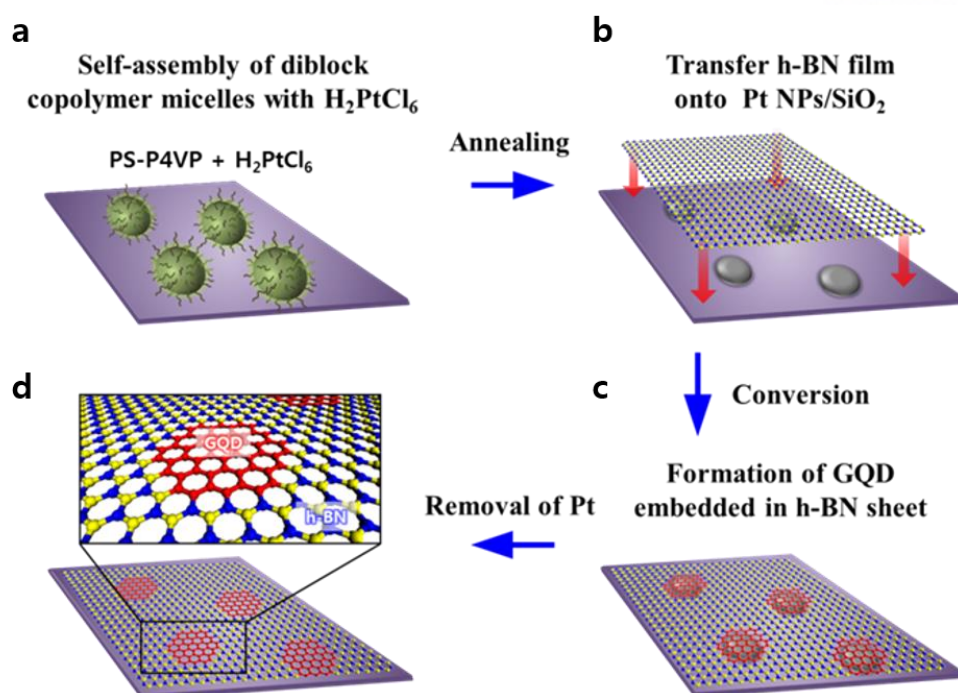 a
Self-assembly of diblock
copolymer micelles with H₂PtCl₆
PS-P4VP + H₂PtCl₆
Annealing
b
Transfer h-BN film
onto Pt NPs/SiO₂
Conversion
c
Formation of GQD
embedded in h-BN sheet
Removal of Pt
d
GQD
h-BN